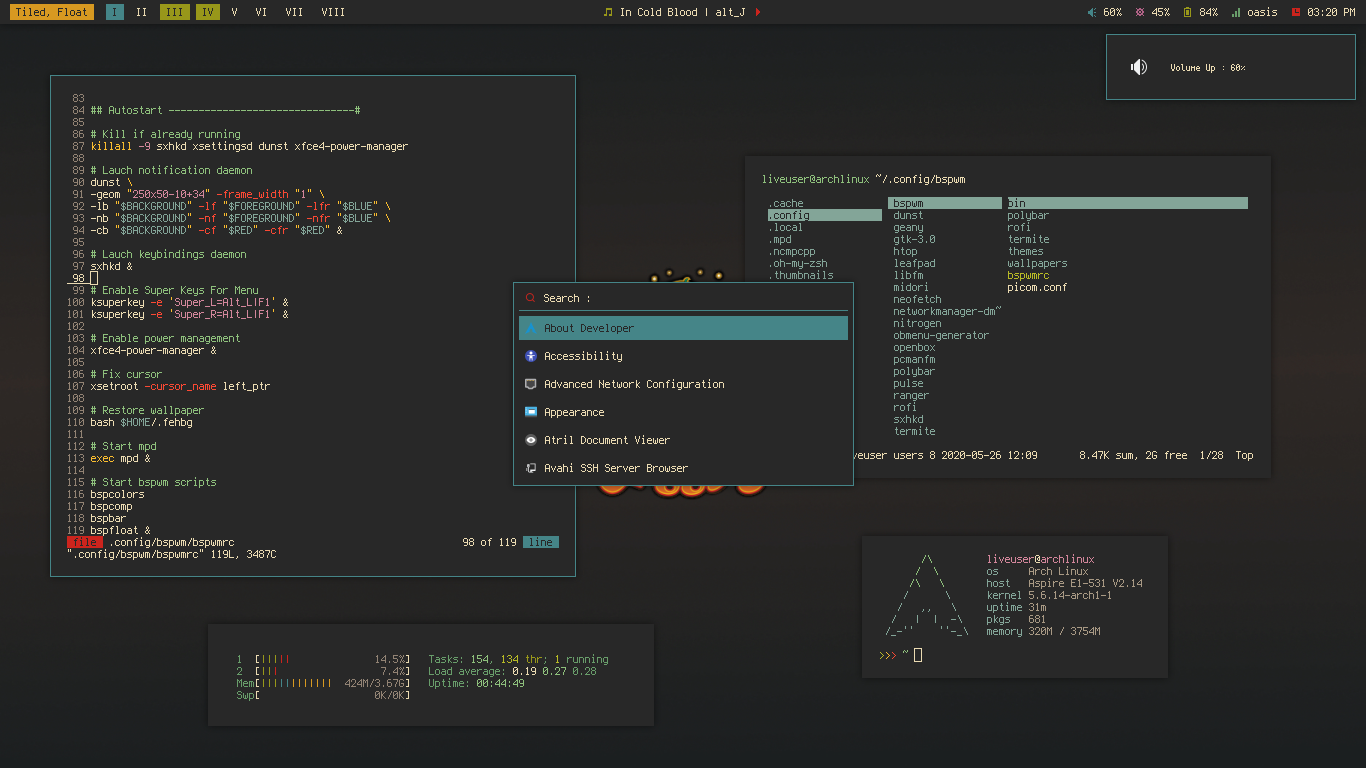 Tiled, Float I II III IV V VI VII VIII
In Cold Blood | alt_J
60% 45% 84% oasis 03:20 PM
Volume Up : 60%
83
84 ## Autostart -------------------------------#
85
86 # Kill if already running
87 killall -9 sxhkd xsettingsd dunst xfce4-power-manager
88
89 # Lauch notification daemon
90 dunst \
91 -geom "250x50-10+34" -frame_width "1" \
92 -lb "$BACKGROUND" -lf "$FOREGROUND" -lfr "$BLUE" \
93 -nb "$BACKGROUND" -nf "$FOREGROUND" -nfr "$BLUE" \
94 -cb "$BACKGROUND" -cf "$RED" -cfr "$RED" &
95
96 # Lauch keybindings daemon
97 sxhkd &
98
99 # Enable Super Keys For Menu
100 ksuperkey -e 'Super_L=Alt_L|F1' &
101 ksuperkey -e 'Super_R=Alt_L|F1' &
102
103 # Enable power management
104 xfce4-power-manager &
105
106 # Fix cursor
107 xsetroot -cursor_name left_ptr
108
109 # Restore wallpaper
110 bash $HOME/.fehbg
111
112 # Start mpd
113 exec mpd &
114
115 # Start bspwm scripts
116 bspcolors
117 bspcomp
118 bspbar
119 bspfloat &
file .config/bspwm/bspwmrc 98 of 119 line
".config/bspwm/bspwmrc" 119L, 3487C
liveuser@archlinux ~/.config/bspwm
.cache bspwm bin
.config dunst polybar
.local geany rofi
.mpd gtk-3.0 termite
.ncmpcpp htop themes
.oh-my-zsh leafpad wallpapers
.thumbnails libfm bspwmrc
midori picom.conf
neofetch
networkmanager-dm~
nitrogen
obmenu-generator
openbox
pcmanfm
polybar
pulse
ranger
rofi
sxhkd
termite
veuser users 8 2020-05-26 12:09 8.47K sum, 2G free 1/28 Top
Search :
About Developer
Accessibility
Advanced Network Configuration
Appearance
Atril Document Viewer
Avahi SSH Server Browser
liveuser@archlinux
os Arch Linux
host Aspire E1-531 V2.14
kernel 5.6.14-arch1-1
uptime 31m
pkgs 681
memory 320M / 3754M
>>> ~
1 [||||| 14.5%] Tasks: 154, 134 thr; 1 running
2 [||| 7.4%] Load average: 0.19 0.27 0.28
Mem[|||||||||||| 424M/3.67G] Uptime: 00:44:49
Swp[ 0K/0K]